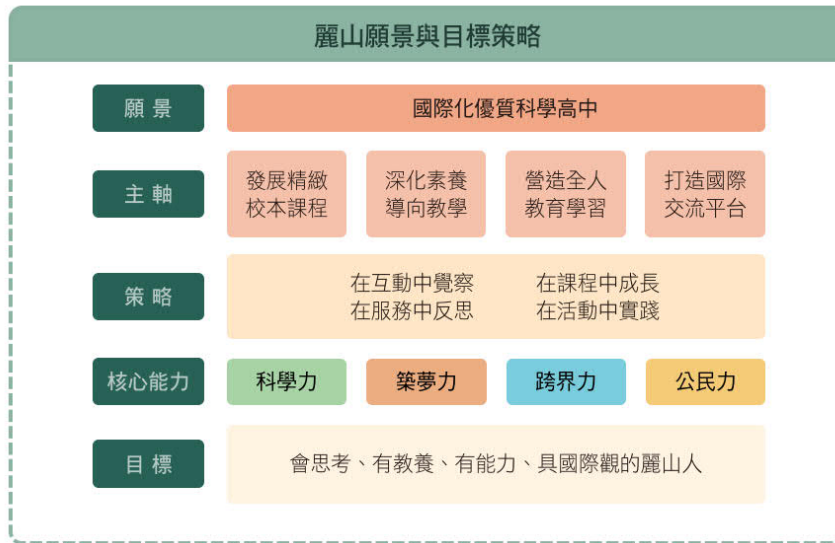 麗山願景與目標策略
願景
國際化優質科學高中
主軸
發展精緻
校本課程
深化素養
導向教學
營造全人
教育學習
打造國際
交流平台
策略
在互動中覺察 在課程中成長
在服務中反思 在活動中實踐
核心能力
科學力
築夢力
跨界力
公民力
目標
會思考、有教養、有能力、具國際觀的麗山人